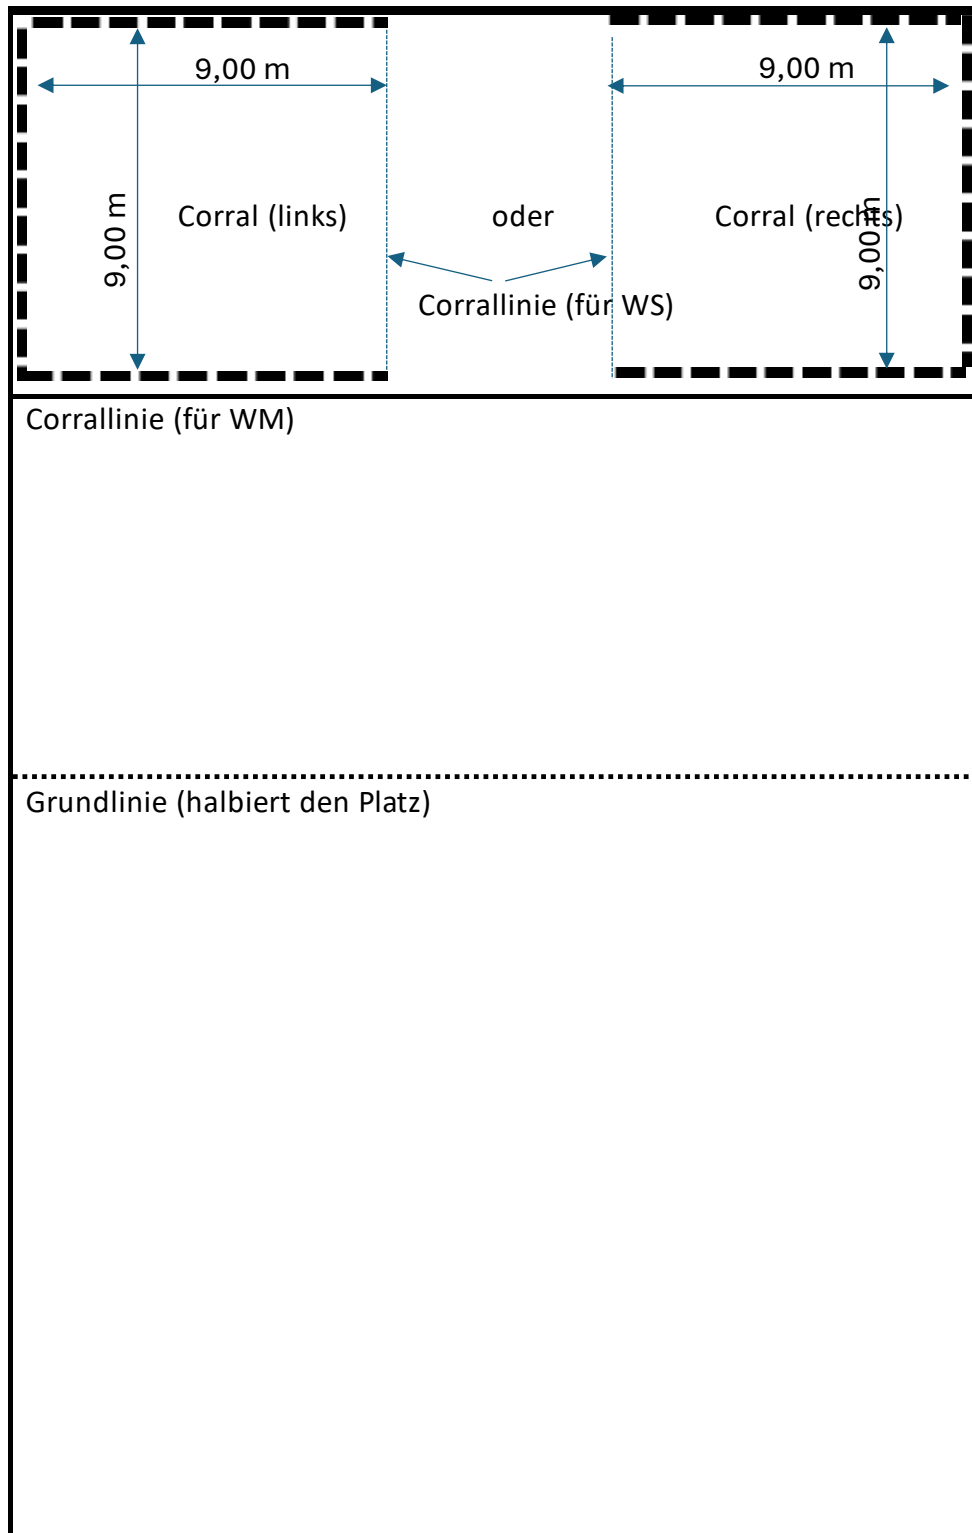 9,00 m
9,00 m
9,00 m
Corral (links)
oder
Corral (rechts)
9,00 m
Corrallinie (für WS)
Corrallinie (für WM)
Grundlinie (halbiert den Platz)